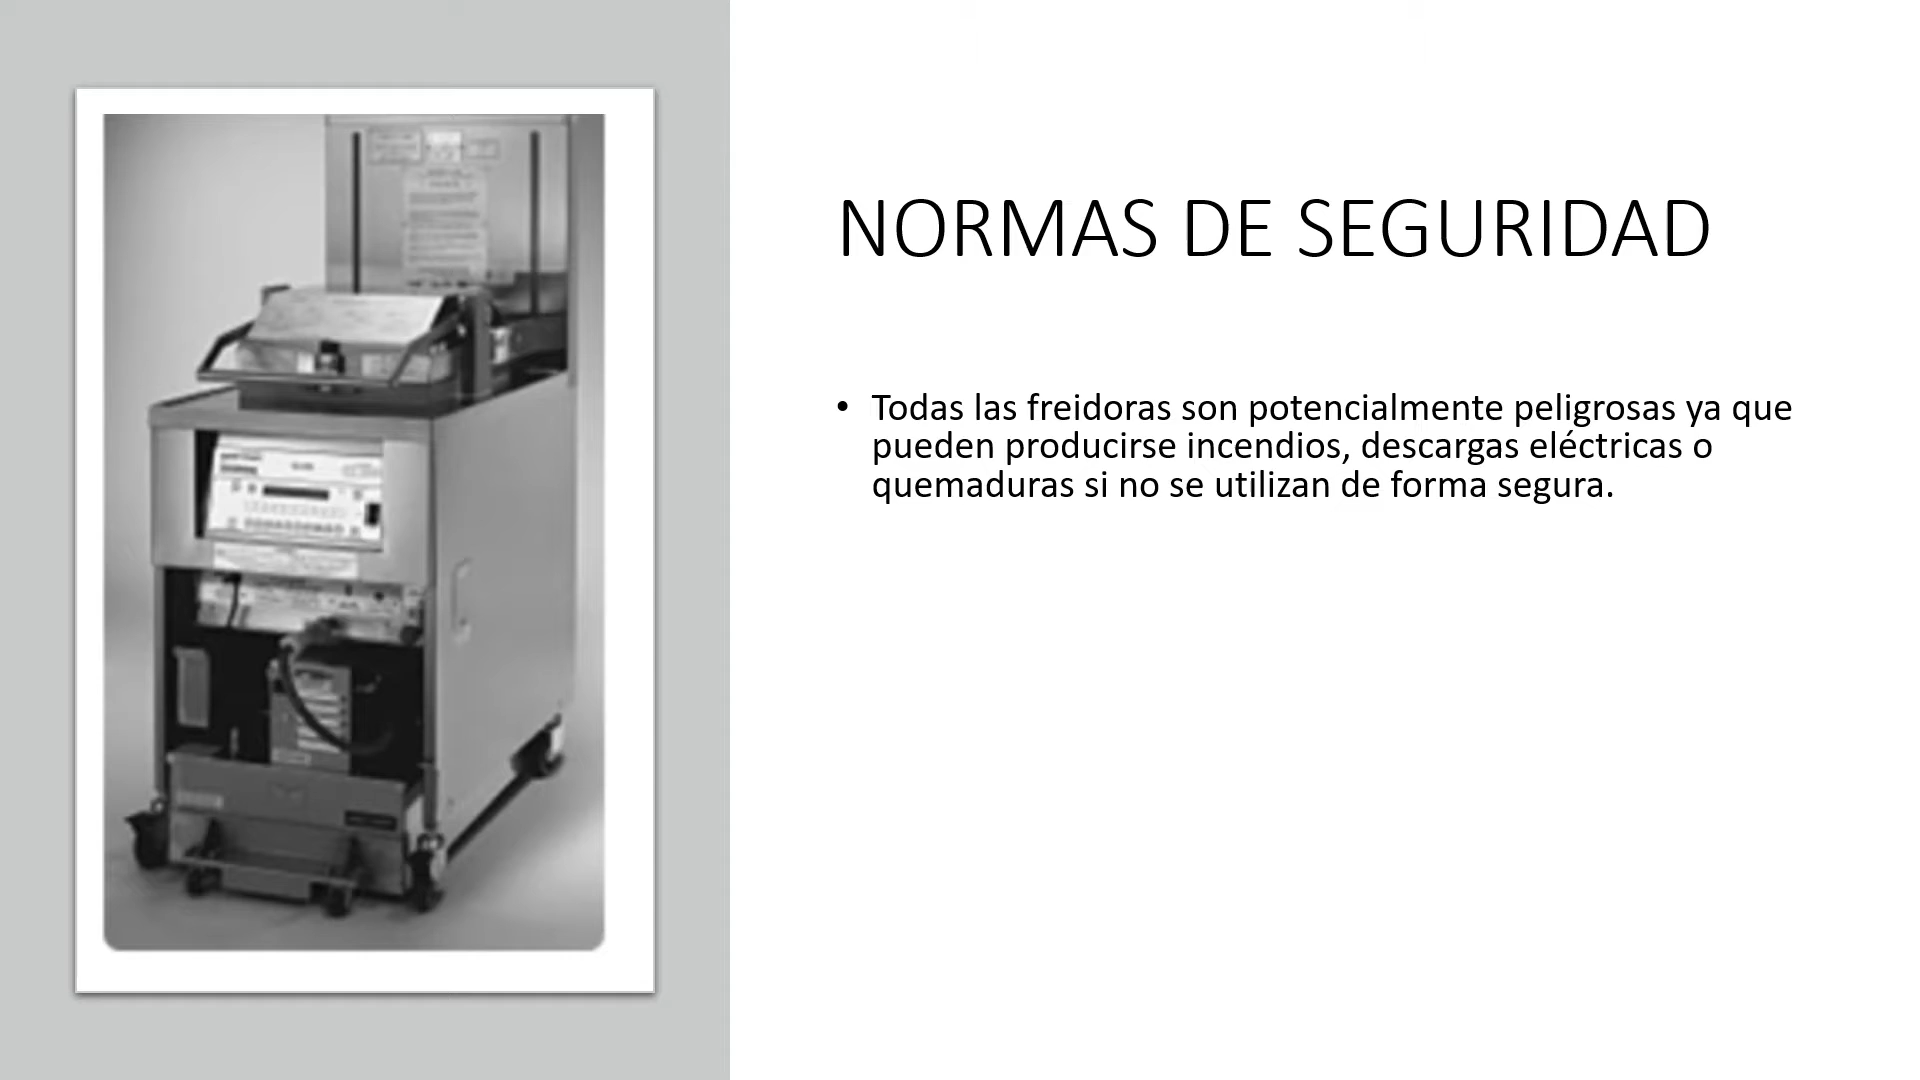 NORMAS DE SEGURIDAD
• Todas las freidoras son potencialmente peligrosas ya que
pueden producirse incendios, descargas eléctricas o
quemaduras si no se utilizan de forma segura.